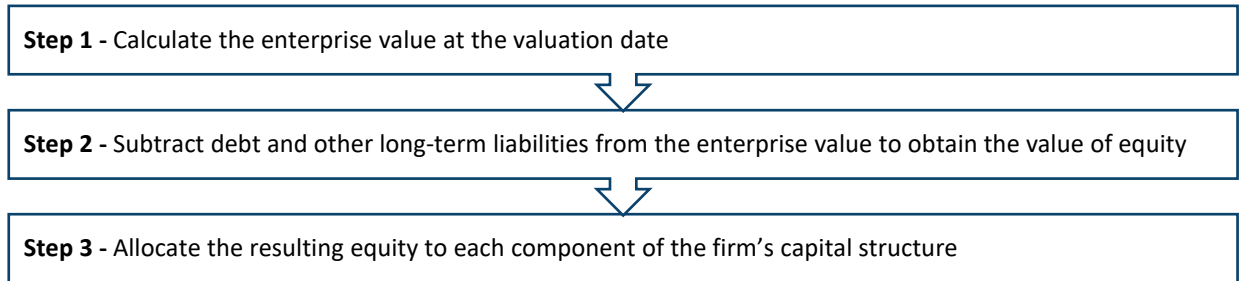 Step 1 - Calculate the enterprise value at the valuation date
Step 2 - Subtract debt and other long-term liabilities from the enterprise value to obtain the value of equity
Step 3 - Allocate the resulting equity to each component of the firm’s capital structure